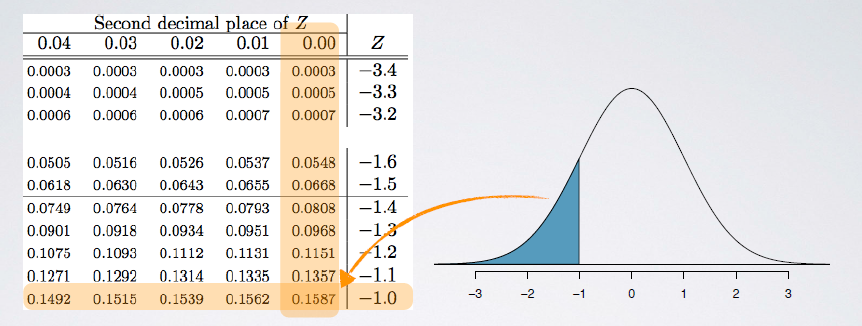 Second decimal place of Z
0.04 0.03 0.02 0.01 0.00 Z
0.0003 0.0003 0.0003 0.0003 0.0003 −3.4
0.0004 0.0004 0.0005 0.0005 0.0005 −3.3
0.0006 0.0006 0.0006 0.0007 0.0007 −3.2
0.0505 0.0516 0.0526 0.0537 0.0548 −1.6
0.0618 0.0630 0.0643 0.0655 0.0668 −1.5
0.0749 0.0764 0.0778 0.0793 0.0808 −1.4
0.0901 0.0918 0.0934 0.0951 0.0968 −1.3
0.1075 0.1093 0.1112 0.1131 0.1151 −1.2
0.1271 0.1292 0.1314 0.1335 0.1357 −1.1
0.1492 0.1515 0.1539 0.1562 0.1587 −1.0
−3 −2 −1 0 1 2 3